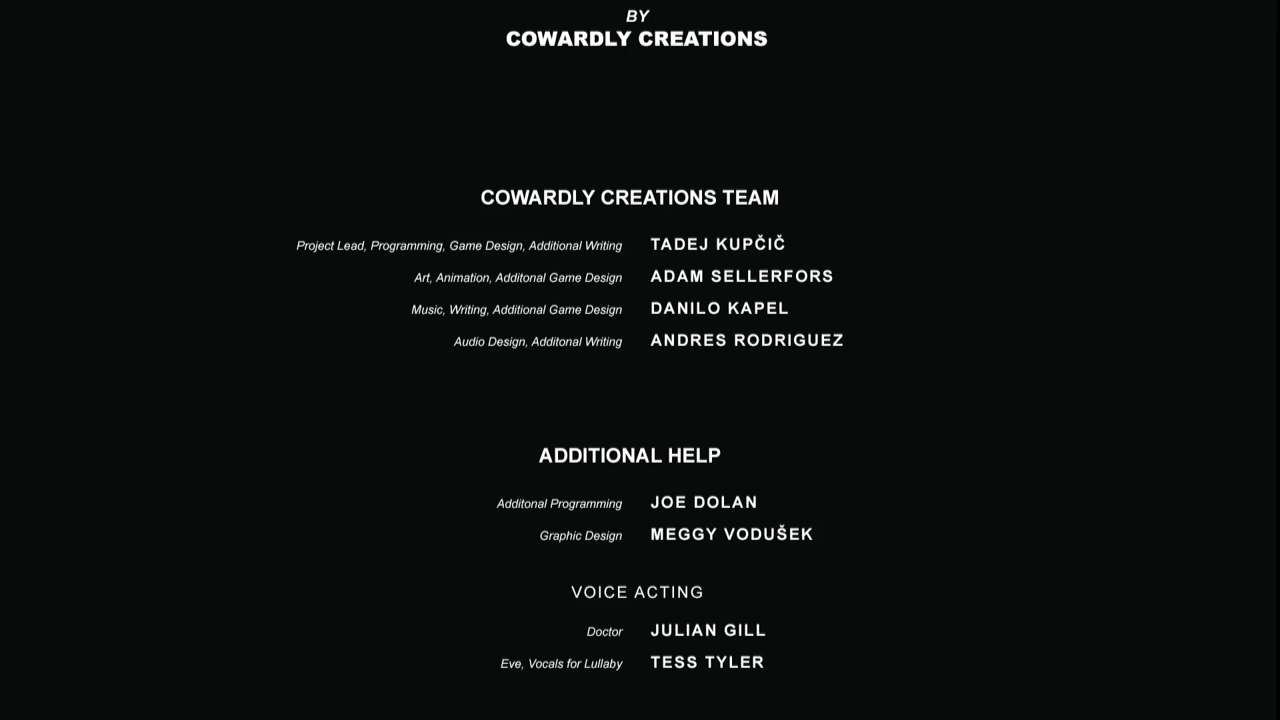 BY
COWARDLY CREATIONS
COWARDLY CREATIONS TEAM
Project Lead, Programming, Game Design, Additional Writing TADEJ KUPČIČ
Art, Animation, Additonal Game Design ADAM SELLERFORS
Music, Writing, Additional Game Design DANILO KAPEL
Audio Design, Additonal Writing ANDRES RODRIGUEZ
ADDITIONAL HELP
Additonal Programming JOE DOLAN
Graphic Design MEGGY VODUŠEK
VOICE ACTING
Doctor JULIAN GILL
Eve, Vocals for Lullaby TESS TYLER